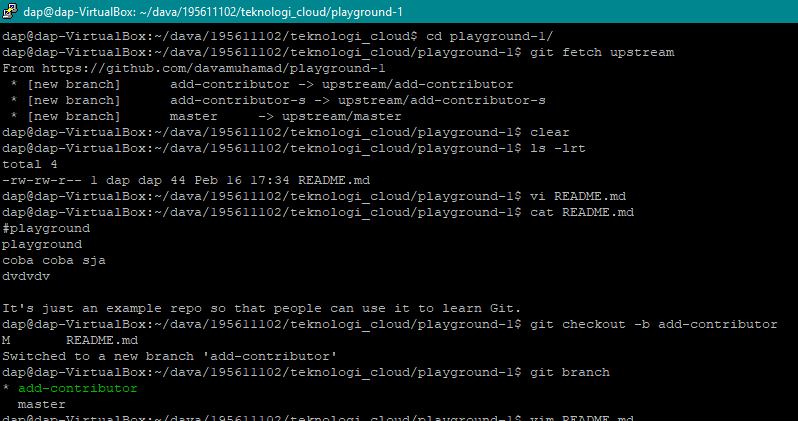 dap@dap-VirtualBox: ~/dava/195611102/teknologi_cloud/playground-1
dap@dap-VirtualBox:~/dava/195611102/teknologi_cloud$ cd playground-1/
dap@dap-VirtualBox:~/dava/195611102/teknologi_cloud/playground-1$ git fetch upstream
From https://github.com/davamuhamad/playground-1
 * [new branch]      add-contributor -> upstream/add-contributor
 * [new branch]      add-contributor-s -> upstream/add-contributor-s
 * [new branch]      master     -> upstream/master
dap@dap-VirtualBox:~/dava/195611102/teknologi_cloud/playground-1$ clear
dap@dap-VirtualBox:~/dava/195611102/teknologi_cloud/playground-1$ ls -lrt
total 4
-rw-rw-r-- 1 dap dap 44 Peb 16 17:34 README.md
dap@dap-VirtualBox:~/dava/195611102/teknologi_cloud/playground-1$ vi README.md
dap@dap-VirtualBox:~/dava/195611102/teknologi_cloud/playground-1$ cat README.md
#playground
playground
coba coba sja
dvdvdv
It's just an example repo so that people can use it to learn Git.
dap@dap-VirtualBox:~/dava/195611102/teknologi_cloud/playground-1$ git checkout -b add-contributor
M       README.md
Switched to a new branch 'add-contributor'
dap@dap-VirtualBox:~/dava/195611102/teknologi_cloud/playground-1$ git branch
* add-contributor
  master
dap@dap-VirtualBox:~/dava/195611102/teknologi_cloud/playground-1$ vim README.md